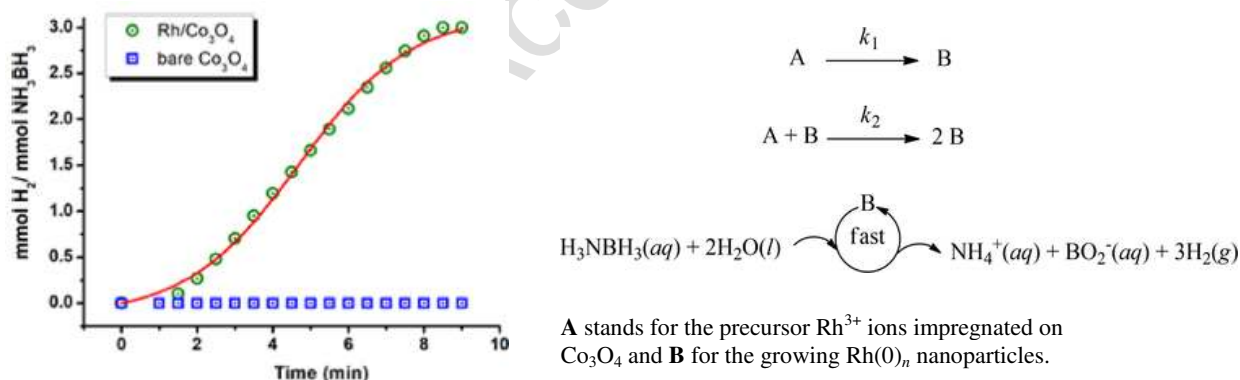 mmol H₂/ mmol NH₃BH₃
3.0
2.5
2.0
1.5
1.0
0.5
0.0
Rh/Co₃O₄
bare Co₃O₄
0 2 4 6 8 10
Time (min)
A k₁ B
A + B k₂ 2 B
B
fast
H₃NBH₃(aq) + 2H₂O(l) NH₄⁺(aq) + BO₂⁻(aq) + 3H₂(g)
A stands for the precursor Rh³⁺ ions impregnated on
Co₃O₄ and B for the growing Rh(0)ₙ nanoparticles.